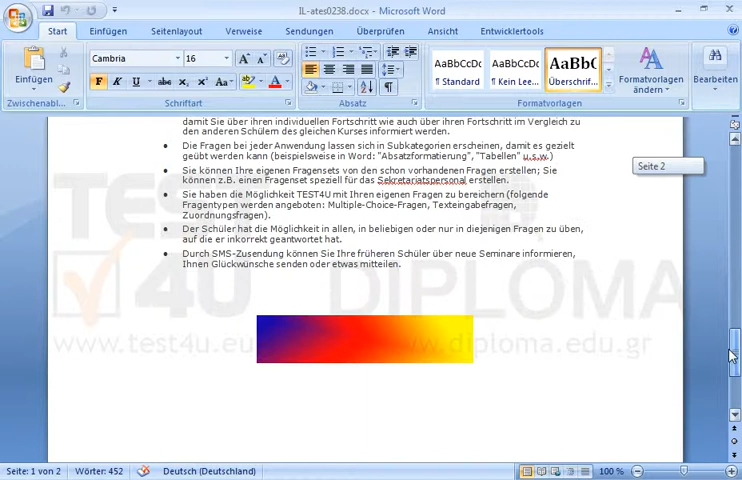 IL-ates0238.docx - Microsoft Word
Start Einfügen Seitenlayout Verweise Sendungen Überprüfen Ansicht Entwicklertools
Cambria 16
AaBbCcDc AaBbCcDc AaBbC
Einfügen
F K U abc x₂ x² Aa A
¶ Standard ¶ Kein Lee... Überschrif...
Formatvorlagen ändern
Bearbeiten
Zwischenabl... Schriftart Absatz Formatvorlagen
damit Sie über ihren individuellen Fortschritt wie auch über ihren Fortschritt im Vergleich zu
den anderen Schülern des gleichen Kurses informiert werden.
• Die Fragen bei jeder Anwendung lassen sich in Subkategorien erscheinen, damit es gezielt
geübt werden kann (beispielsweise in Word: "Absatzformatierung", "Tabellen" u.s.w.)
Seite 2
• Sie können Ihre eigenen Fragensets von den schon vorhandenen Fragen erstellen; Sie
können z.B. einen Fragenset speziell für das Sekretariatspersonal erstellen.
• Sie haben die Möglichkeit TEST4U mit Ihren eigenen Fragen zu bereichern (folgende
Fragentypen werden angeboten: Multiple-Choice-Fragen, Texteingabefragen,
Zuordnungsfragen).
• Der Schüler hat die Möglichkeit in allen, in beliebigen oder nur in diejenigen Fragen zu üben,
auf die er inkorrekt geantwortet hat.
• Durch SMS-Zusendung können Sie Ihre früheren Schüler über neue Seminare informieren,
Ihnen Glückwünsche senden oder etwas mitteilen.
TEST
4U DIPLOMA
www.test4u.eu www.diploma.edu.gr
Seite: 1 von 2 Wörter: 452 Deutsch (Deutschland) 100 %